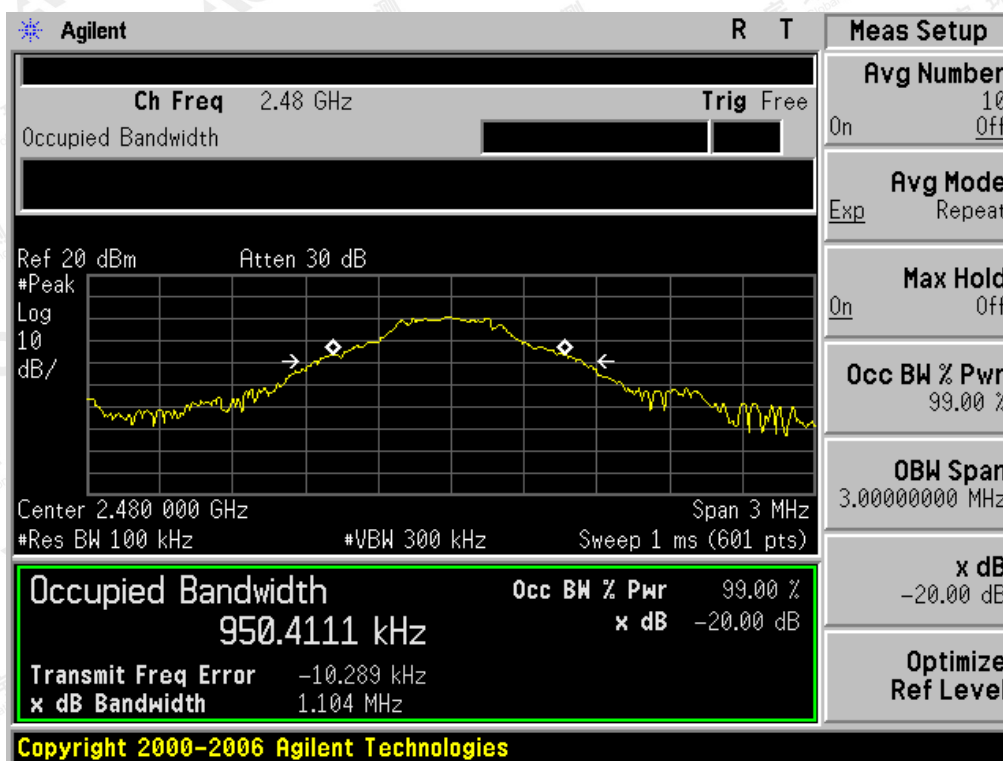 Agilent R T
Ch Freq 2.48 GHz Trig Free
Occupied Bandwidth
Ref 20 dBm Atten 30 dB
#Peak
Log
10
dB/
Center 2.480 000 GHz Span 3 MHz
#Res BW 100 kHz #VBW 300 kHz Sweep 1 ms (601 pts)
Occupied Bandwidth
950.4111 kHz
Occ BW % Pwr 99.00 %
x dB -20.00 dB
Transmit Freq Error -10.289 kHz
x dB Bandwidth 1.104 MHz
Copyright 2000-2006 Agilent Technologies
Meas Setup
Avg Number
10
On Off
Avg Mode
Exp Repeat
Max Hold
On Off
Occ BW % Pwr
99.00 %
OBW Span
3.00000000 MHz
x dB
-20.00 dB
Optimize
Ref Level